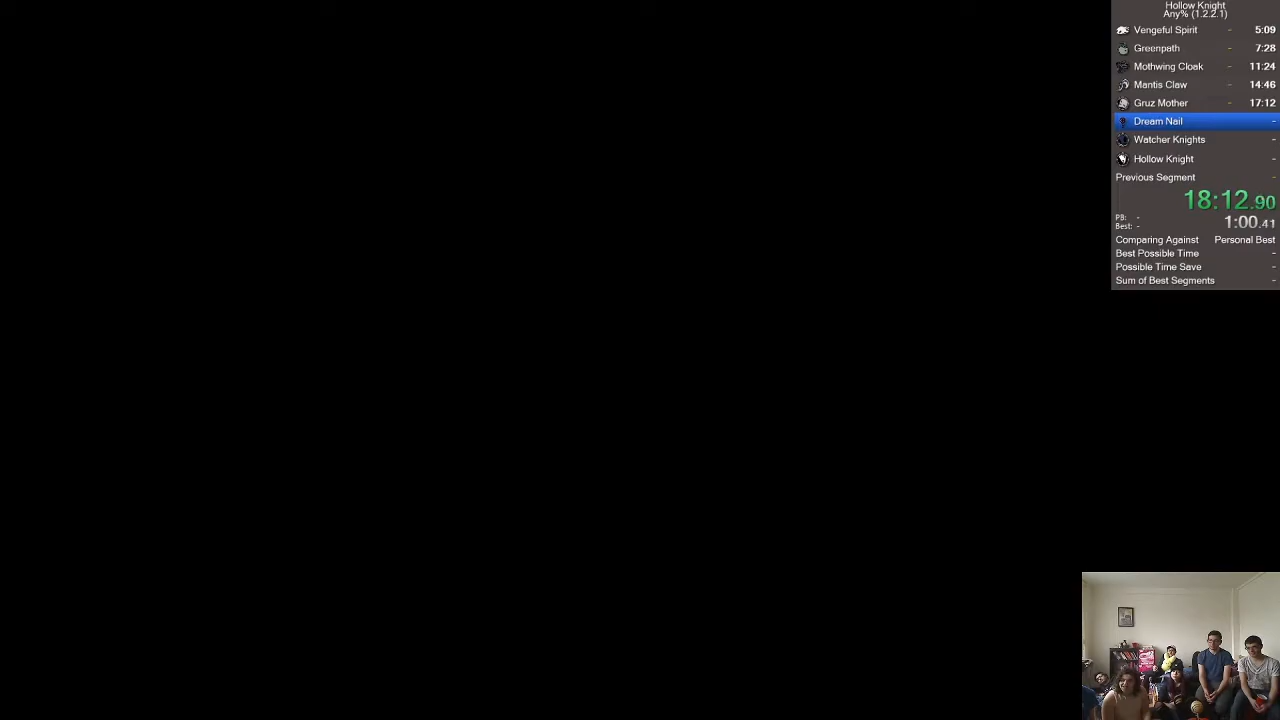 Hollow Knight
Any% (1.2.2.1)
Vengeful Spirit - 5:09
Greenpath - 7:28
Mothwing Cloak - 11:24
Mantis Claw - 14:46
Gruz Mother - 17:12
Dream Nail -
Watcher Knights -
Hollow Knight -
Previous Segment -
18:12.90
PB: - 1:00.41
Best: -
Comparing Against Personal Best
Best Possible Time -
Possible Time Save -
Sum of Best Segments -